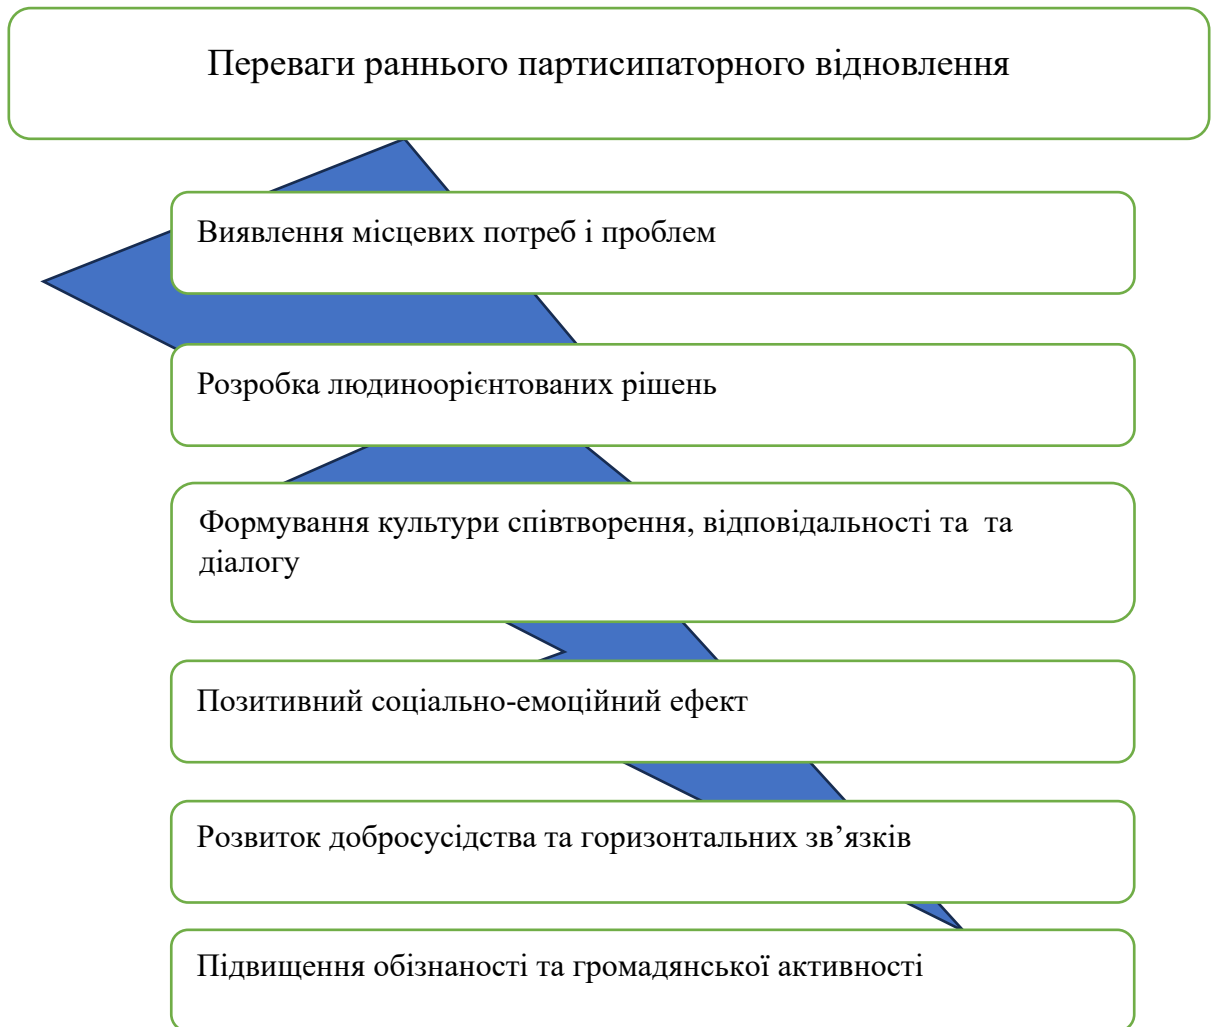 Переваги раннього партисипаторного відновлення
Виявлення місцевих потреб і проблем
Розробка людиноорієнтованих рішень
Формування культури співтворення, відповідальності та  та
діалогу
Позитивний соціально-емоційний ефект
Розвиток добросусідства та горизонтальних зв’язків
Підвищення обізнаності та громадянської активності